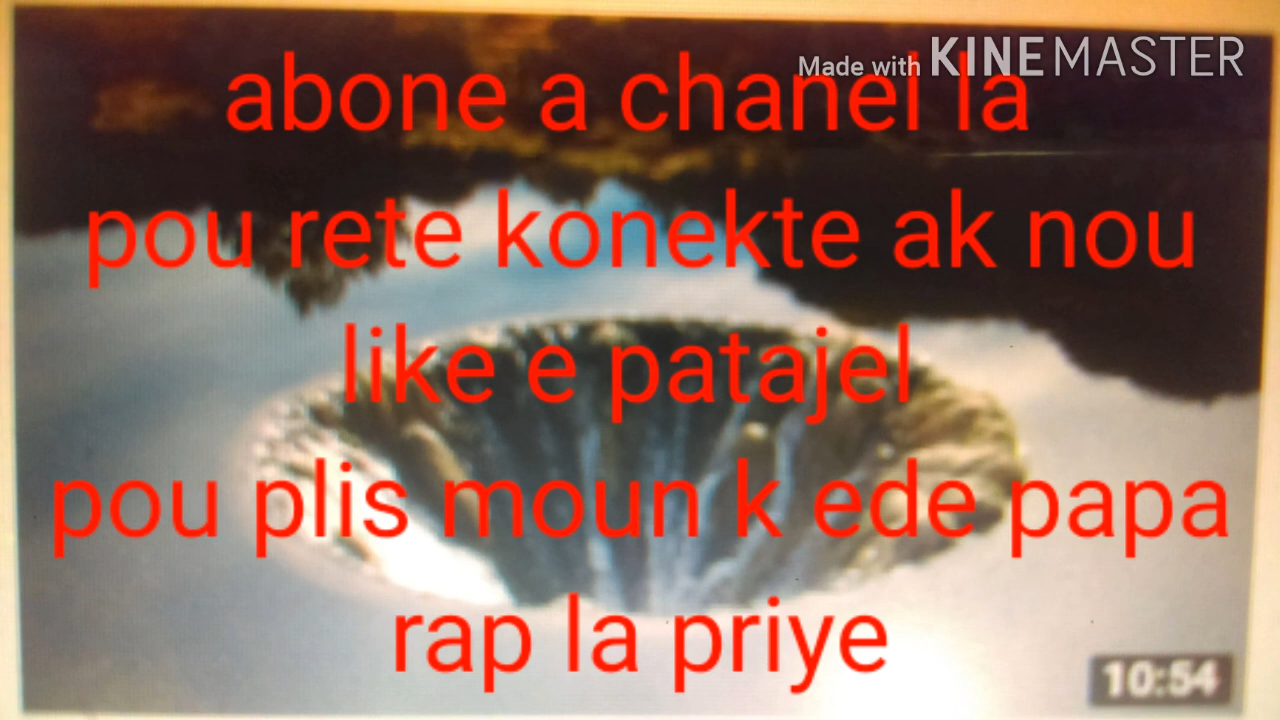 Made with KINEMASTER
abone a chanel la
pou rete konekte ak nou
like e patajel
pou plis moun k ede papa
rap la priye
10:54